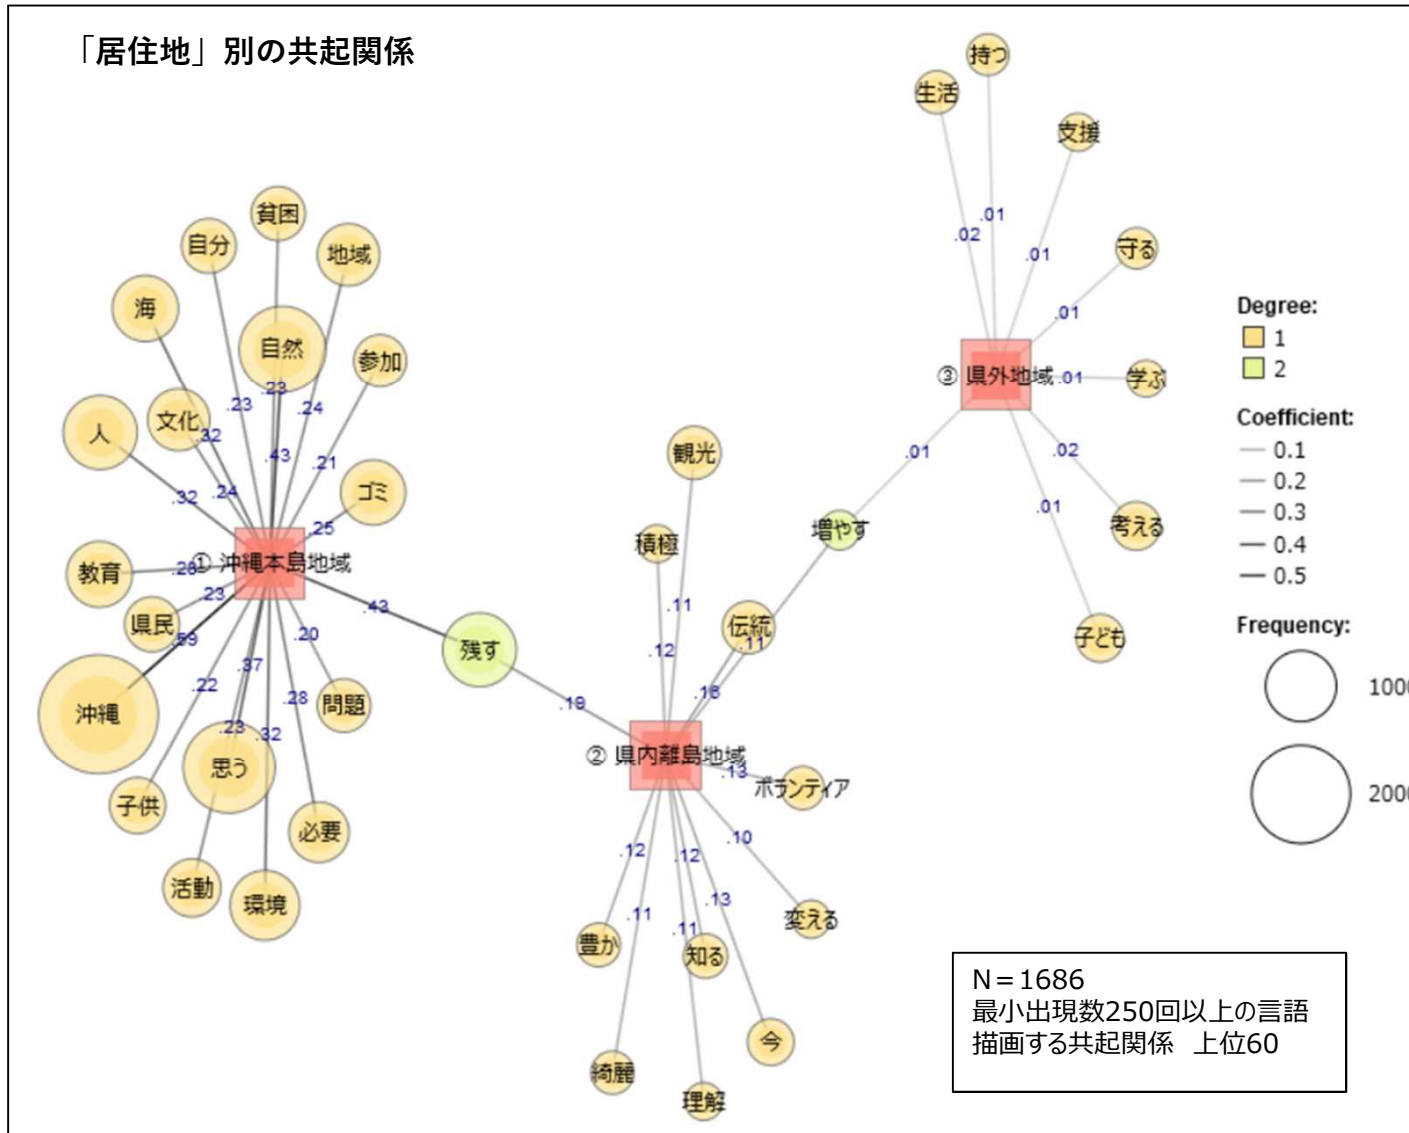 「居住地」別の共起関係
持つ
生活
支援
.01
.02
.01
守る
.01
③ 県外地域
.01
学ぶ
.02
.01
.01
考える
子ども
貧困
自分
地域
海
自然
参加
.23
.23
.24
人
文化
.32
.43
.21
.32
.24
ゴミ
.25
① 沖縄本島地域
教育
.28
.23
県民
.59
.43
.20
残す
沖縄
.22
.37
.28
問題
.23
.32
思う
子供
必要
活動
環境
観光
積極
増やす
.11
伝統
.12
.11
.16
.19
② 県内離島地域
.13
ボランティア
.10
.12
.12
.13
.11
.11
変える
豊か
知る
今
綺麗
理解
Degree:
1
2
Coefficient:
0.1
0.2
0.3
0.4
0.5
Frequency:
1000
2000
N＝1686
最小出現数250回以上の言語
描画する共起関係 上位60